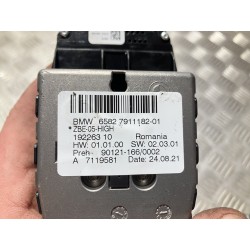 BMW 6582 7911182-01
*ZBE-05-HIGH
192263 10 Romania
HW: 01.01.00 SW: 02.03.01
Preh- 90121-166/0002
A 7119581 Date: 24.08.21